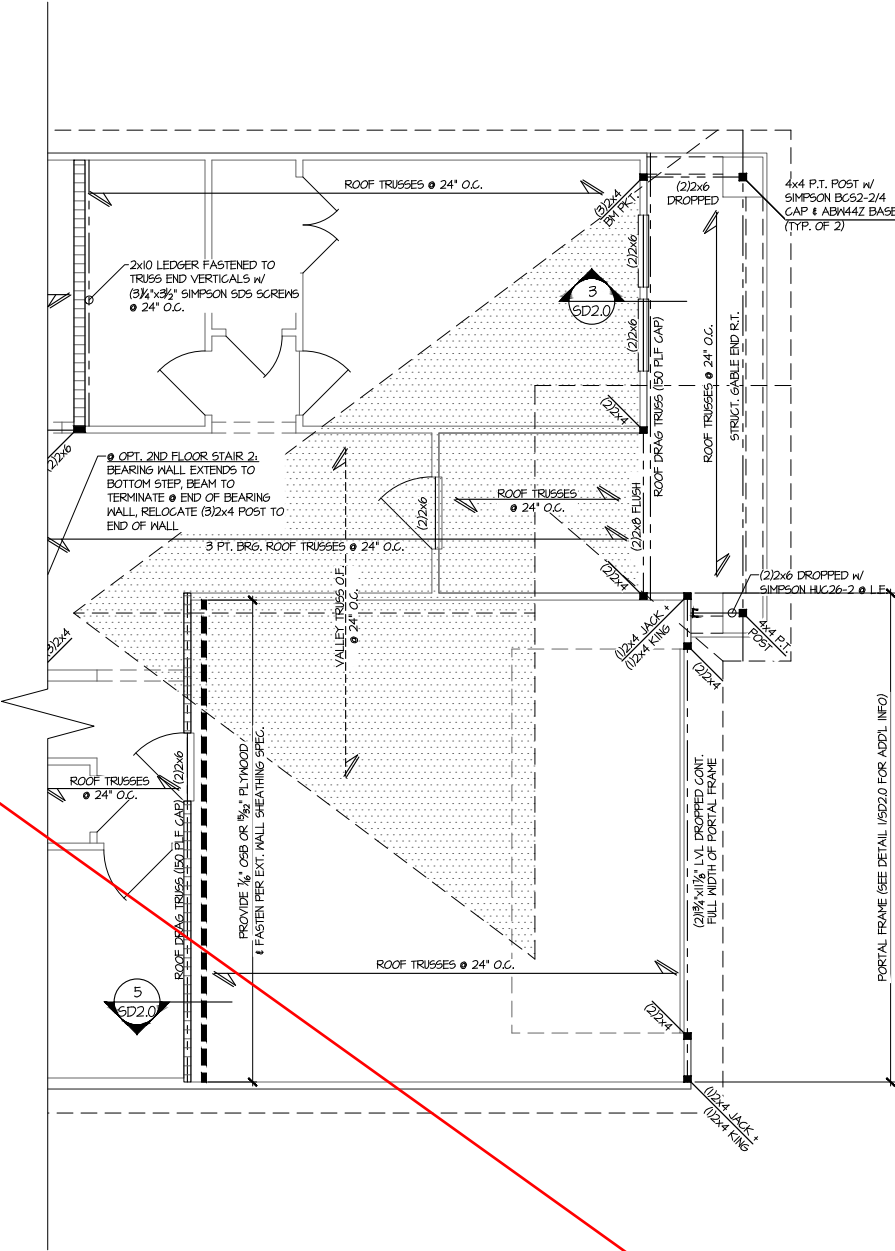 ROOF TRUSSES @ 24" O.C.
(2)2x6
DROPPED
4x4 P.T. POST w/
SIMPSON BCS2-2/4
CAP & ABW44Z BASE
(TYP. OF 2)
(3)2x4
BM PKT.
2x10 LEDGER FASTENED TO
TRUSS END VERTICALS w/
(3)¼"x3½" SIMPSON SDS SCREWS
@ 24" O.C.
(2)2x6
3
SD2.0
(2)2x6
ROOF DRAG TRUSS (150 PLF CAP)
ROOF TRUSSES @ 24" O.C.
STRUCT. GABLE END R.T.
(2)2x4
(2)2x6
@ OPT. 2ND FLOOR STAIR 2:
BEARING WALL EXTENDS TO
BOTTOM STEP, BEAM TO
TERMINATE @ END OF BEARING
WALL, RELOCATE (3)2x4 POST TO
END OF WALL
(2)2x6
ROOF TRUSSES
@ 24" O.C.
(2)2x8 FLUSH
3 PT. BRG. ROOF TRUSSES @ 24" O.C.
(2)2x4
(2)2x6 DROPPED w/
SIMPSON HUC26-2 @ L.F.
VALLEY TRUSS O.F.
@ 24" O.C.
(3)2x4
(1)2x4 JACK +
(1)2x4 KING
4x4 P.T.
POST
(2)2x4
ROOF TRUSSES
@ 24" O.C.
(2)2x6
ROOF DRAG TRUSS (150 PLF CAP)
PROVIDE 7/16" OSB OR 15/32" PLYWOOD
& FASTEN PER EXT. WALL SHEATHING SPEC.
(2)1¾"x11⅞" LVL DROPPED CONT.
FULL WIDTH OF PORTAL FRAME
PORTAL FRAME (SEE DETAIL 1/SD2.0 FOR ADD'L INFO)
ROOF TRUSSES @ 24" O.C.
5
SD2.0
(2)2x4
(1)2x4 JACK +
(1)2x4 KING